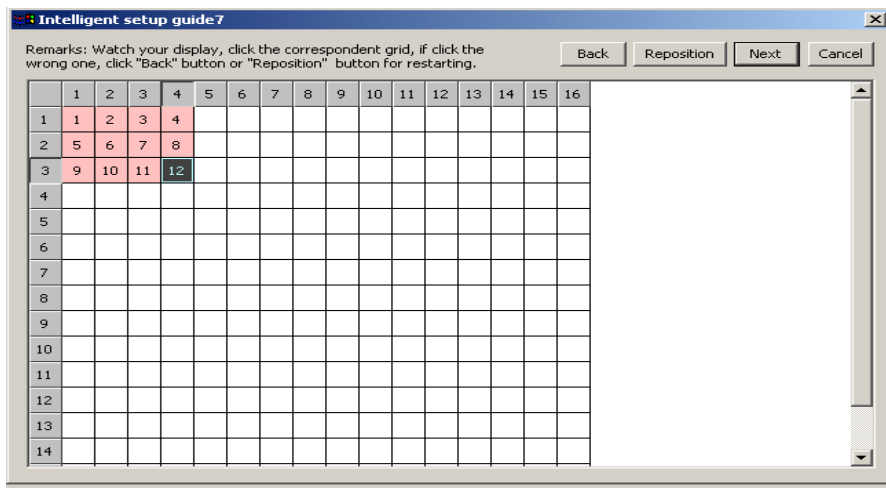 Intelligent setup guide7
Remarks: Watch your display, click the correspondent grid, if click the
wrong one, click "Back" button or "Reposition" button for restarting.
Back Reposition Next Cancel
1 2 3 4 5 6 7 8 9 10 11 12 13 14 15 16
1 1 2 3 4
2 5 6 7 8
3 9 10 11 12
4
5
6
7
8
9
10
11
12
13
14